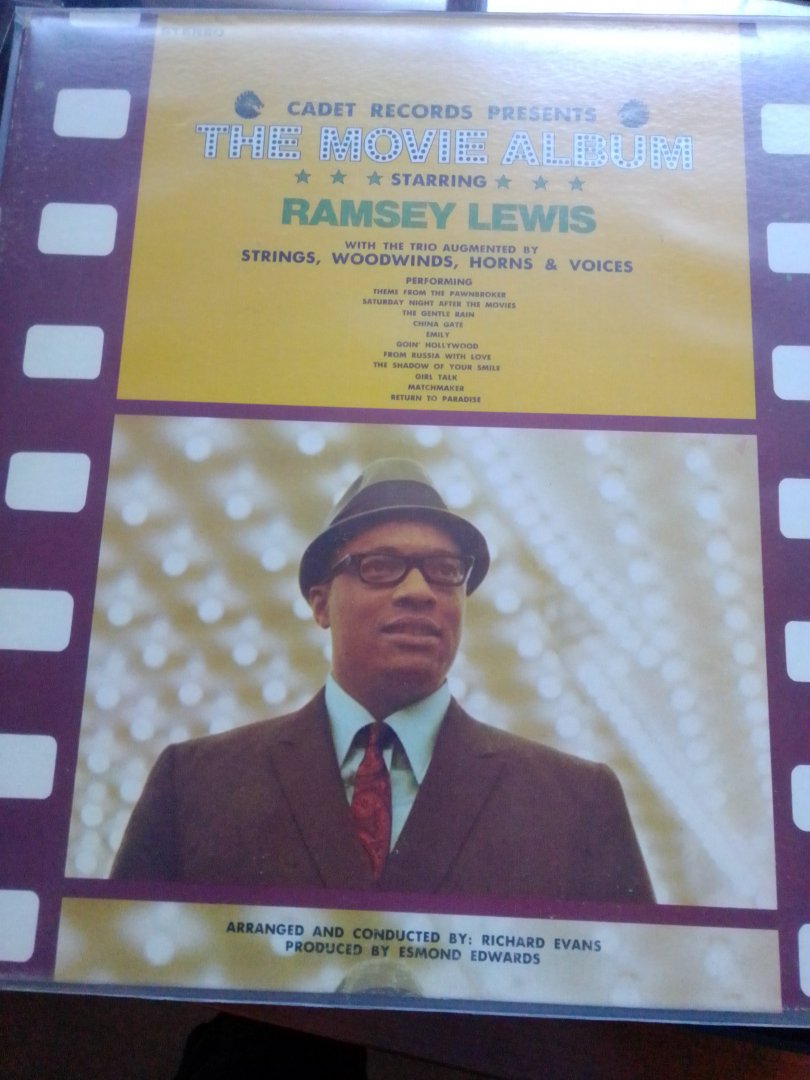 STEREO
CADET RECORDS PRESENTS
THE MOVIE ALBUM
STARRING
RAMSEY LEWIS
WITH THE TRIO AUGMENTED BY
STRINGS, WOODWINDS, HORNS & VOICES
PERFORMING
THEME FROM THE PAWNBROKER
SATURDAY NIGHT AFTER THE MOVIES
THE GENTLE RAIN
CHINA GATE
EMILY
GOIN' HOLLYWOOD
FROM RUSSIA WITH LOVE
THE SHADOW OF YOUR SMILE
GIRL TALK
MATCHMAKER
RETURN TO PARADISE
ARRANGED AND CONDUCTED BY: RICHARD EVANS
PRODUCED BY ESMOND EDWARDS